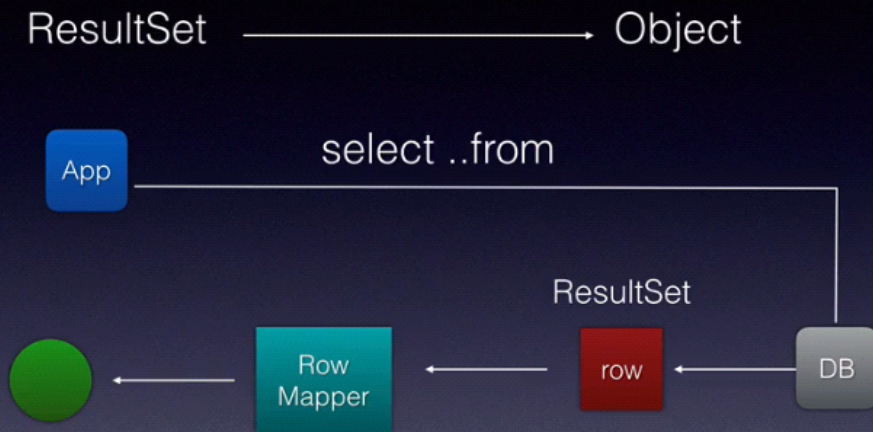 ResultSet
Object
App
select ..from
ResultSet
Row
Mapper
row
DB